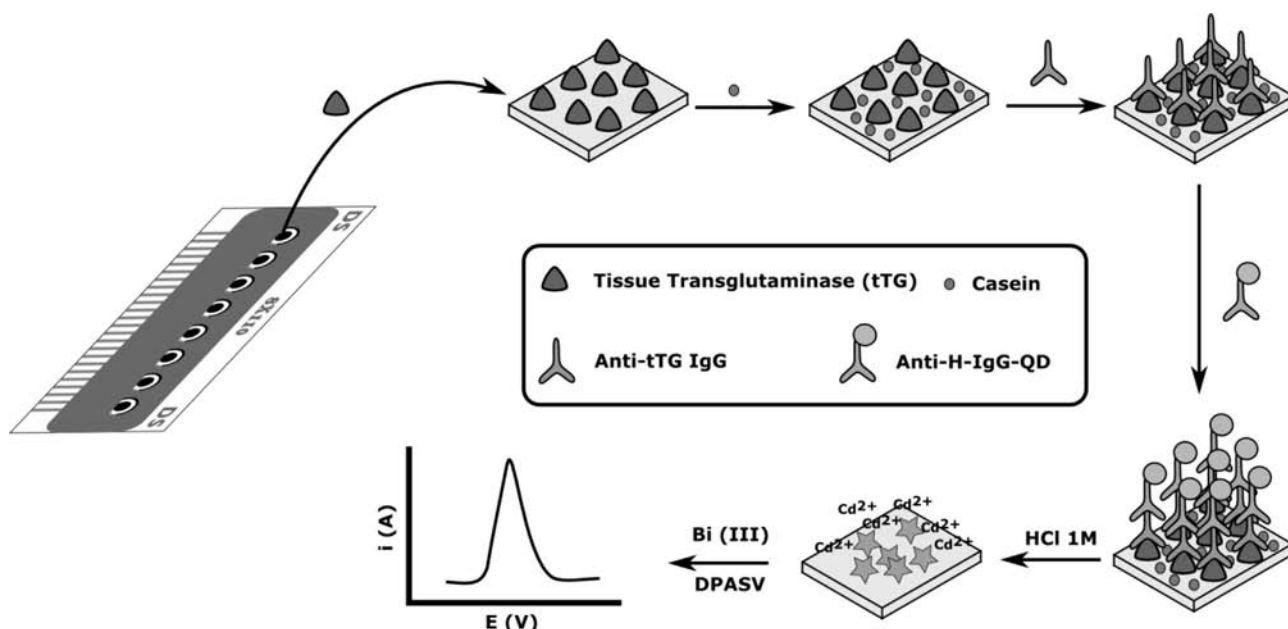 DS
8X110
DS
Tissue Transglutaminase (tTG)
Casein
Anti-tTG IgG
Anti-H-IgG-QD
i (A)
E (V)
Bi (III)
DPASV
Cd2+
Cd2+
Cd2+
Cd2+
Cd2+
Cd2+
HCl 1M